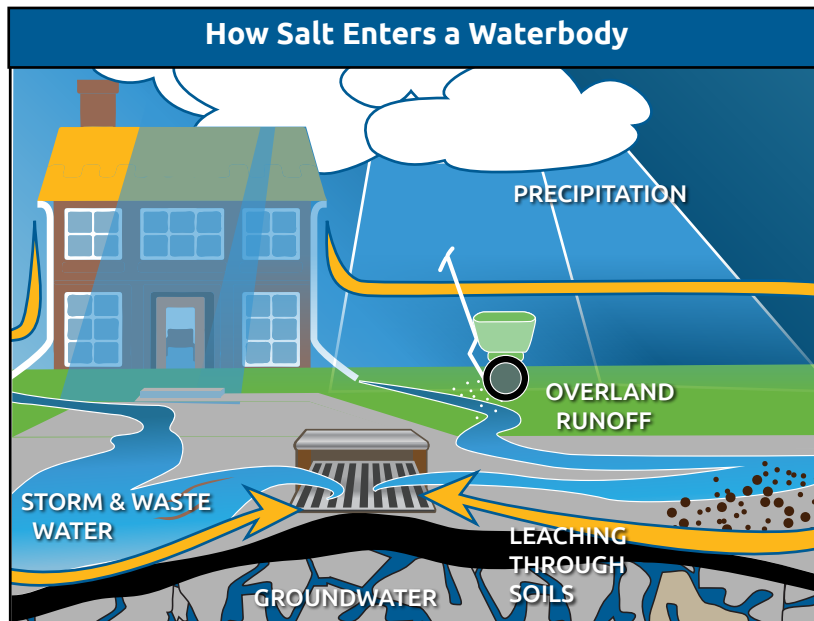 How Salt Enters a Waterbody
PRECIPITATION
OVERLAND
RUNOFF
STORM & WASTE
WATER
LEACHING
THROUGH
SOILS
GROUNDWATER